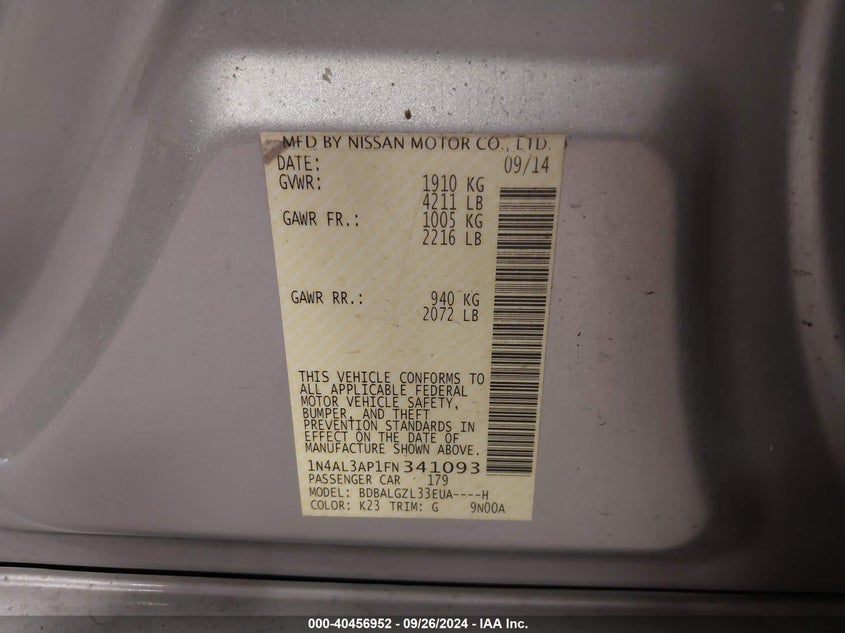 MFD BY NISSAN MOTOR CO., LTD.
DATE: 09/14
GVWR: 1910 KG
4211 LB
GAWR FR.: 1005 KG
2216 LB
GAWR RR.: 940 KG
2072 LB
THIS VEHICLE CONFORMS TO
ALL APPLICABLE FEDERAL
MOTOR VEHICLE SAFETY,
BUMPER, AND THEFT
PREVENTION STANDARDS IN
EFFECT ON THE DATE OF
MANUFACTURE SHOWN ABOVE.
1N4AL3AP1FN341093
PASSENGER CAR 179
MODEL: BDBALGZL33EUA----H
COLOR: K23 TRIM: G 9N00A
000-40456952 - 09/26/2024 - IAA Inc.